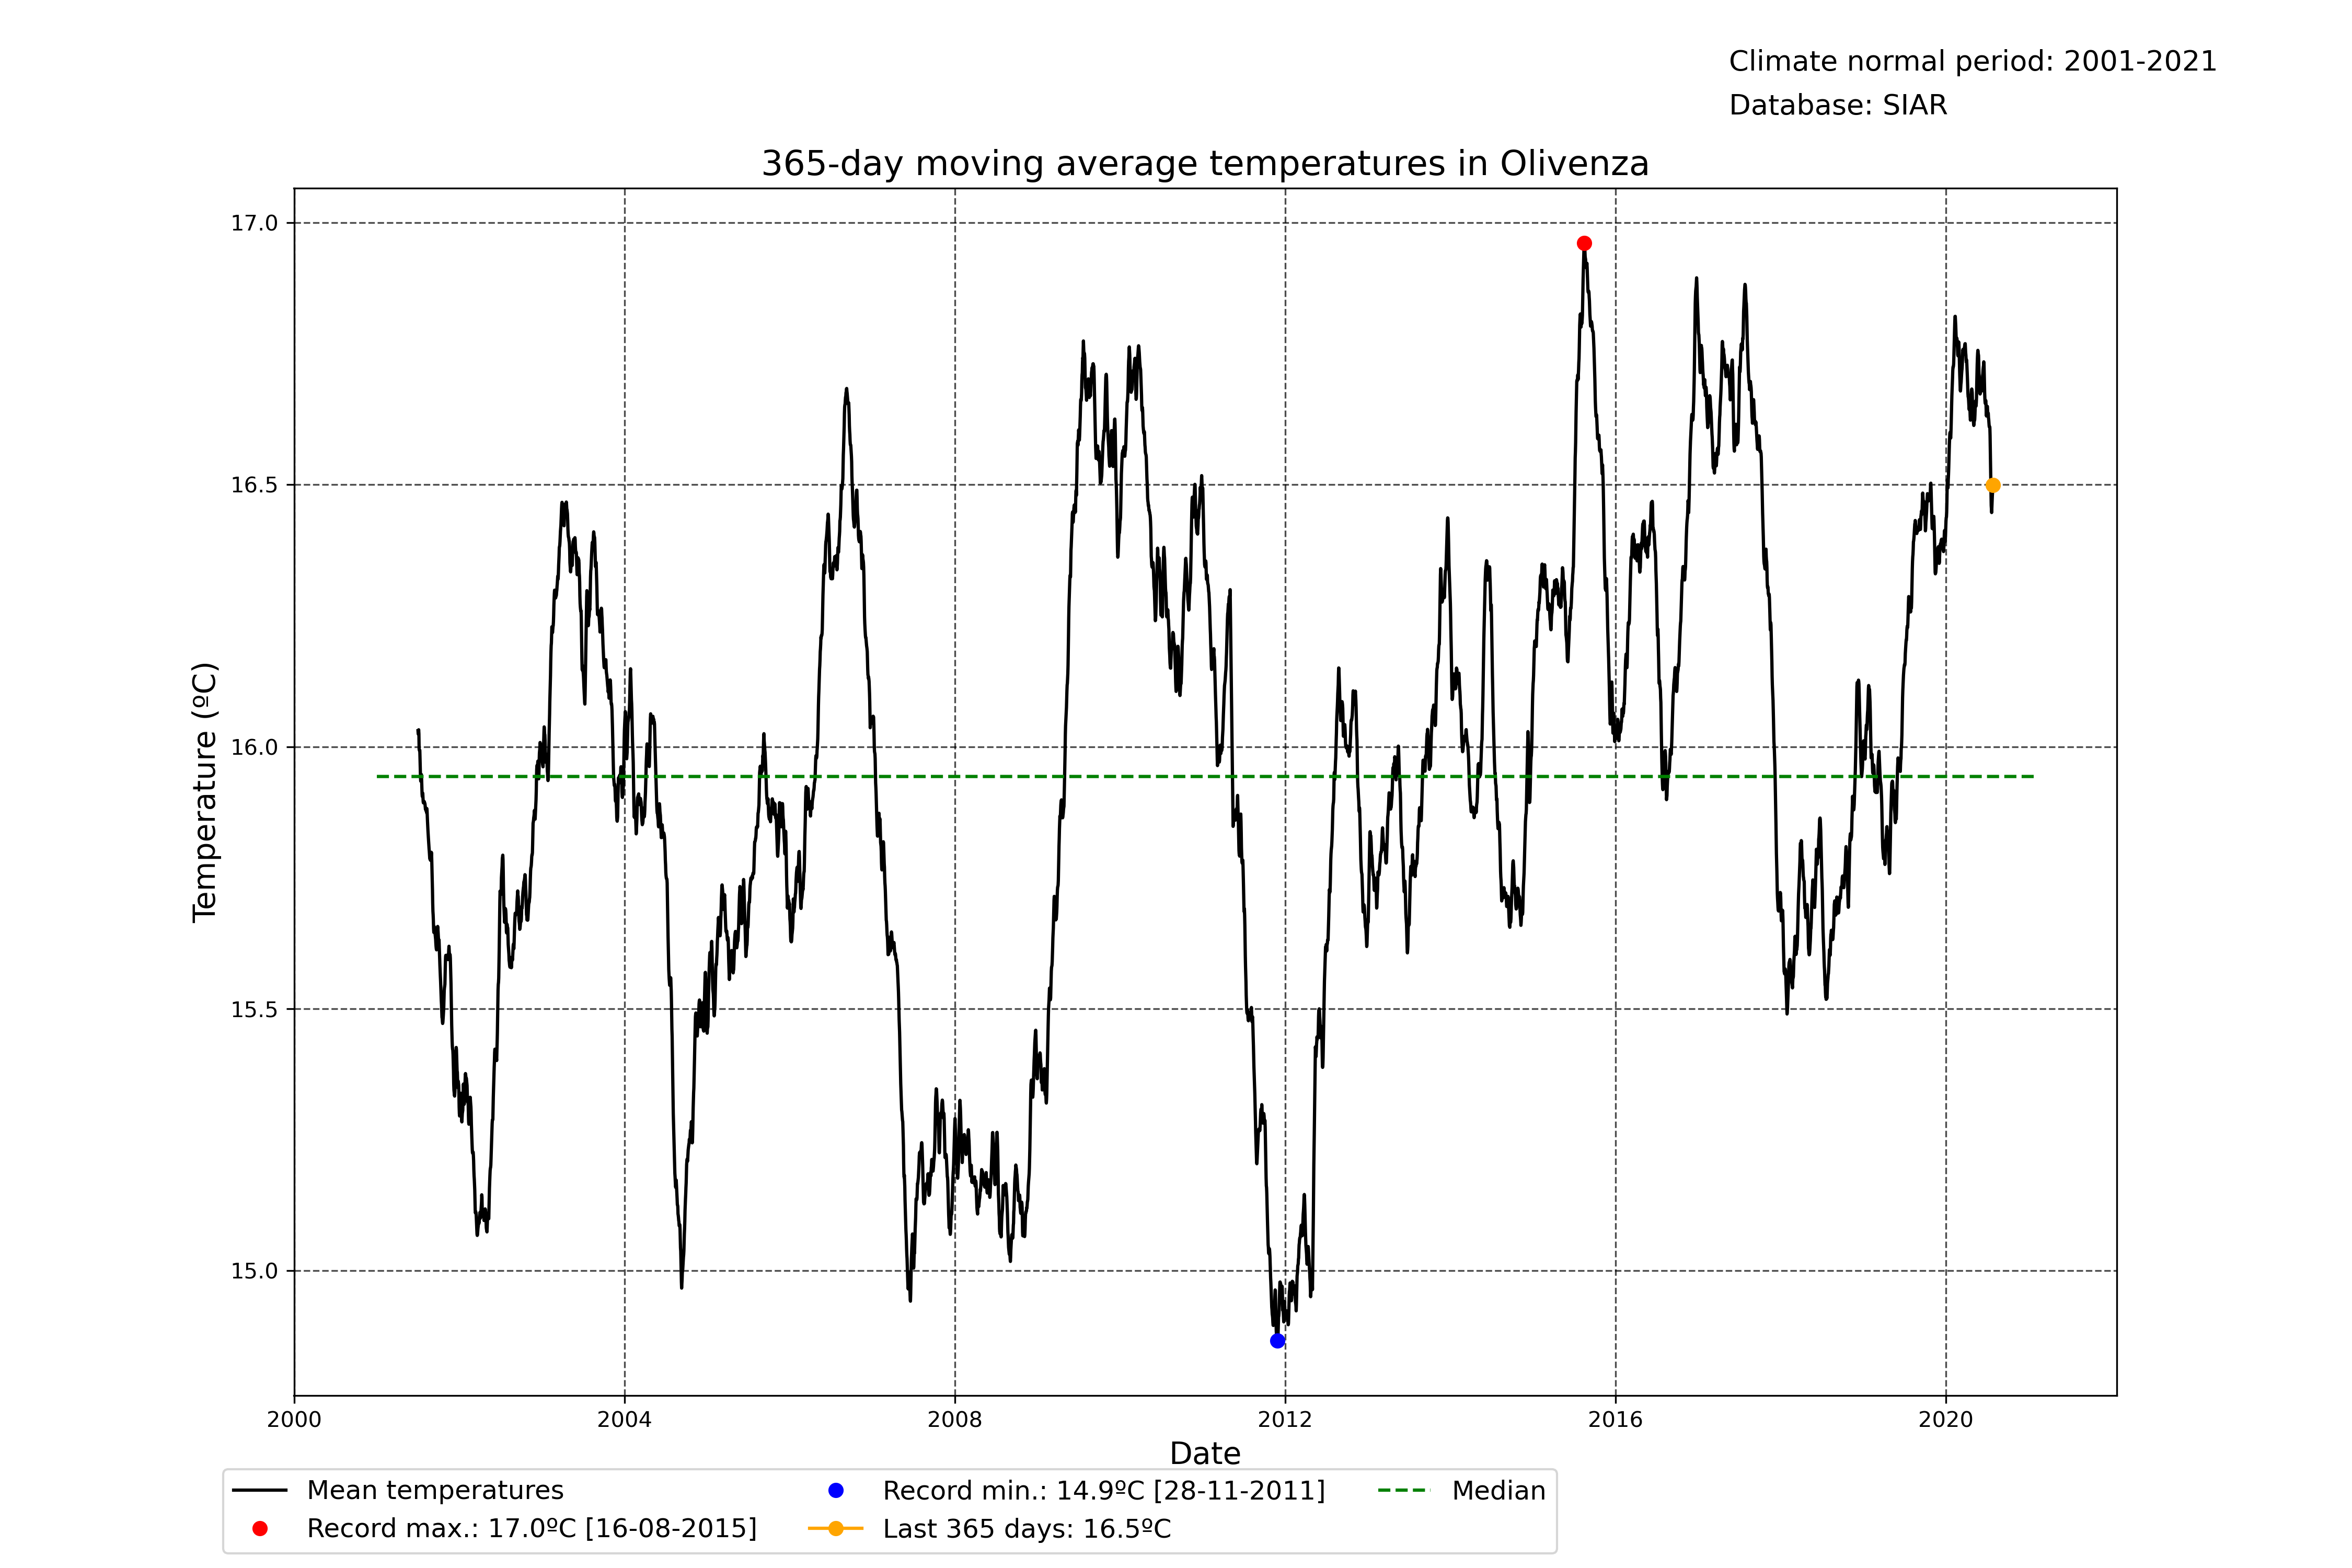 Climate normal period: 2001-2021
Database: SIAR
365-day moving average temperatures in Olivenza
17.0
16.5
16.0
15.5
15.0
Temperature (ºC)
2000 2004 2008 2012 2016 2020
Date
Mean temperatures
Record max.: 17.0ºC [16-08-2015]
Record min.: 14.9ºC [28-11-2011]
Last 365 days: 16.5ºC
Median